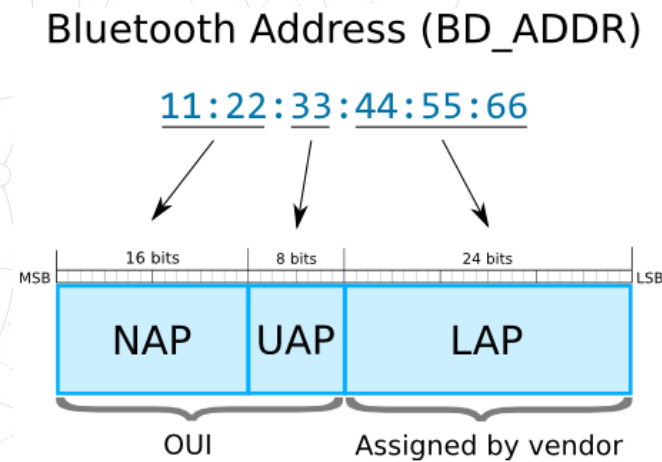 Bluetooth Address (BD_ADDR)
11:22:33:44:55:66
16 bits 8 bits 24 bits
MSB LSB
NAP UAP LAP
OUI Assigned by vendor